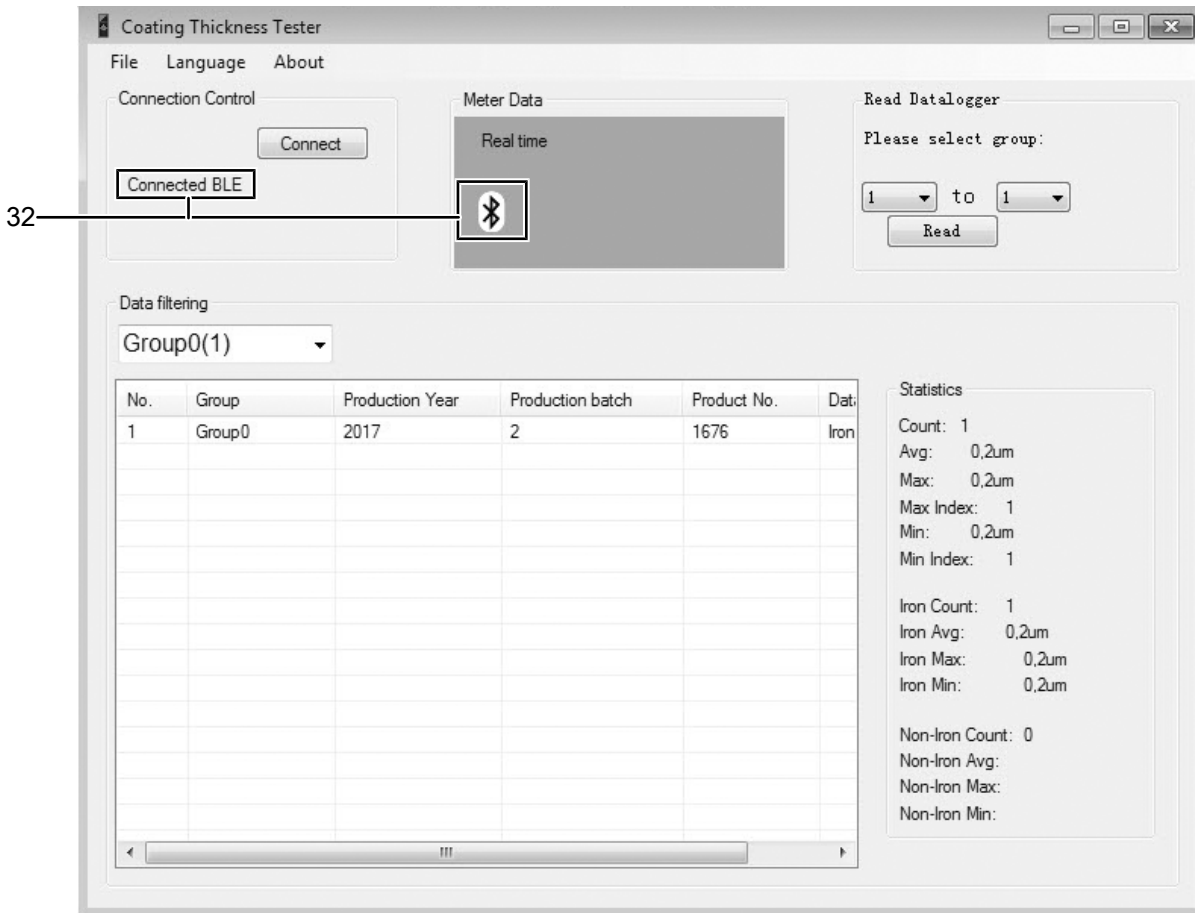 Coating Thickness Tester
File Language About
Connection Control
Connect
Connected BLE
32
Meter Data
Real time
Read Datalogger
Please select group:
1 to 1
Read
Data filtering
Group0(1)
No. Group Production Year Production batch Product No. Dat
1 Group0 2017 2 1676 Iron
Statistics
Count: 1
Avg: 0,2um
Max: 0,2um
Max Index: 1
Min: 0,2um
Min Index: 1
Iron Count: 1
Iron Avg: 0,2um
Iron Max: 0,2um
Iron Min: 0,2um
Non-Iron Count: 0
Non-Iron Avg:
Non-Iron Max:
Non-Iron Min: